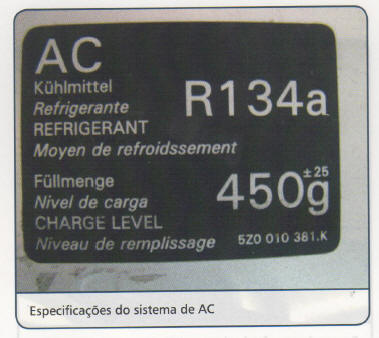 AC
Kühlmittel
Refrigerante
REFRIGERANT
Moyen de refroidssement
R134a
Füllmenge
Nivel de carga
CHARGE LEVEL
Niveau de remplissage
450g ±25
5Z0 010 381.K
Especificações do sistema de AC